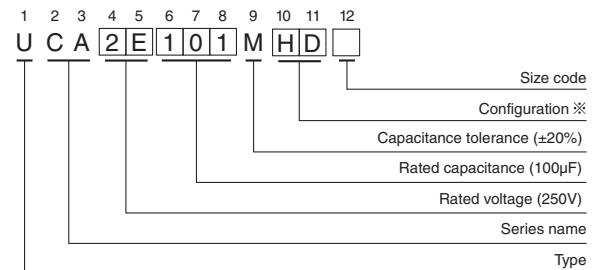 1 2 3 4 5 6 7 8 9 10 11 12
U C A 2 E 1 0 1 M H D
Size code
Configuration ※
Capacitance tolerance (±20%)
Rated capacitance (100µF)
Rated voltage (250V)
Series name
Type